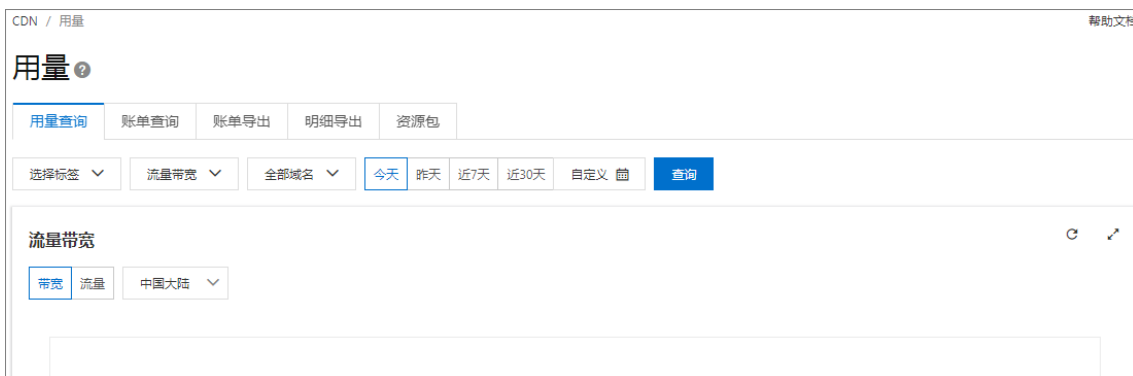 CDN / 用量
帮助文档
用量
用量查询 账单查询 账单导出 明细导出 资源包
选择标签 流量带宽 全部域名 今天 昨天 近7天 近30天 自定义 查询
流量带宽
带宽 流量 中国大陆